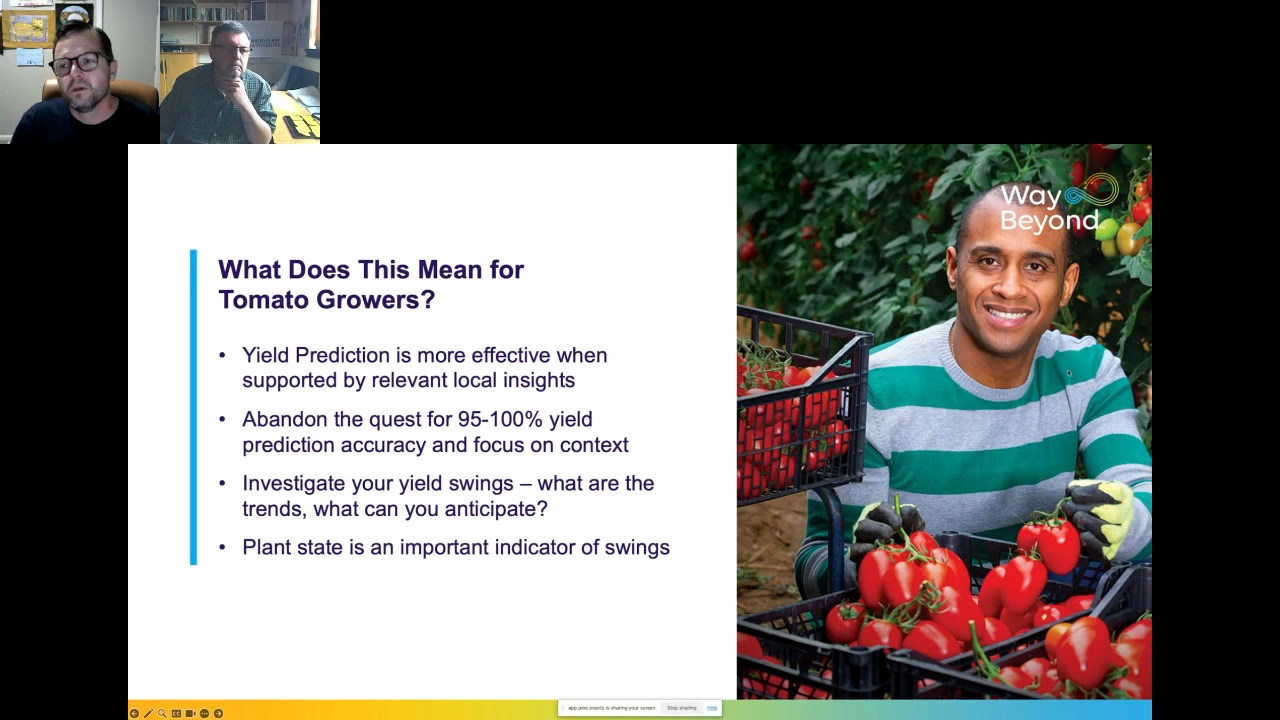 Way
Beyond
What Does This Mean for
Tomato Growers?
• Yield Prediction is more effective when
supported by relevant local insights
• Abandon the quest for 95-100% yield
prediction accuracy and focus on context
• Investigate your yield swings – what are the
trends, what can you anticipate?
• Plant state is an important indicator of swings
app.pine.events is sharing your screen.
Stop sharing
Hide